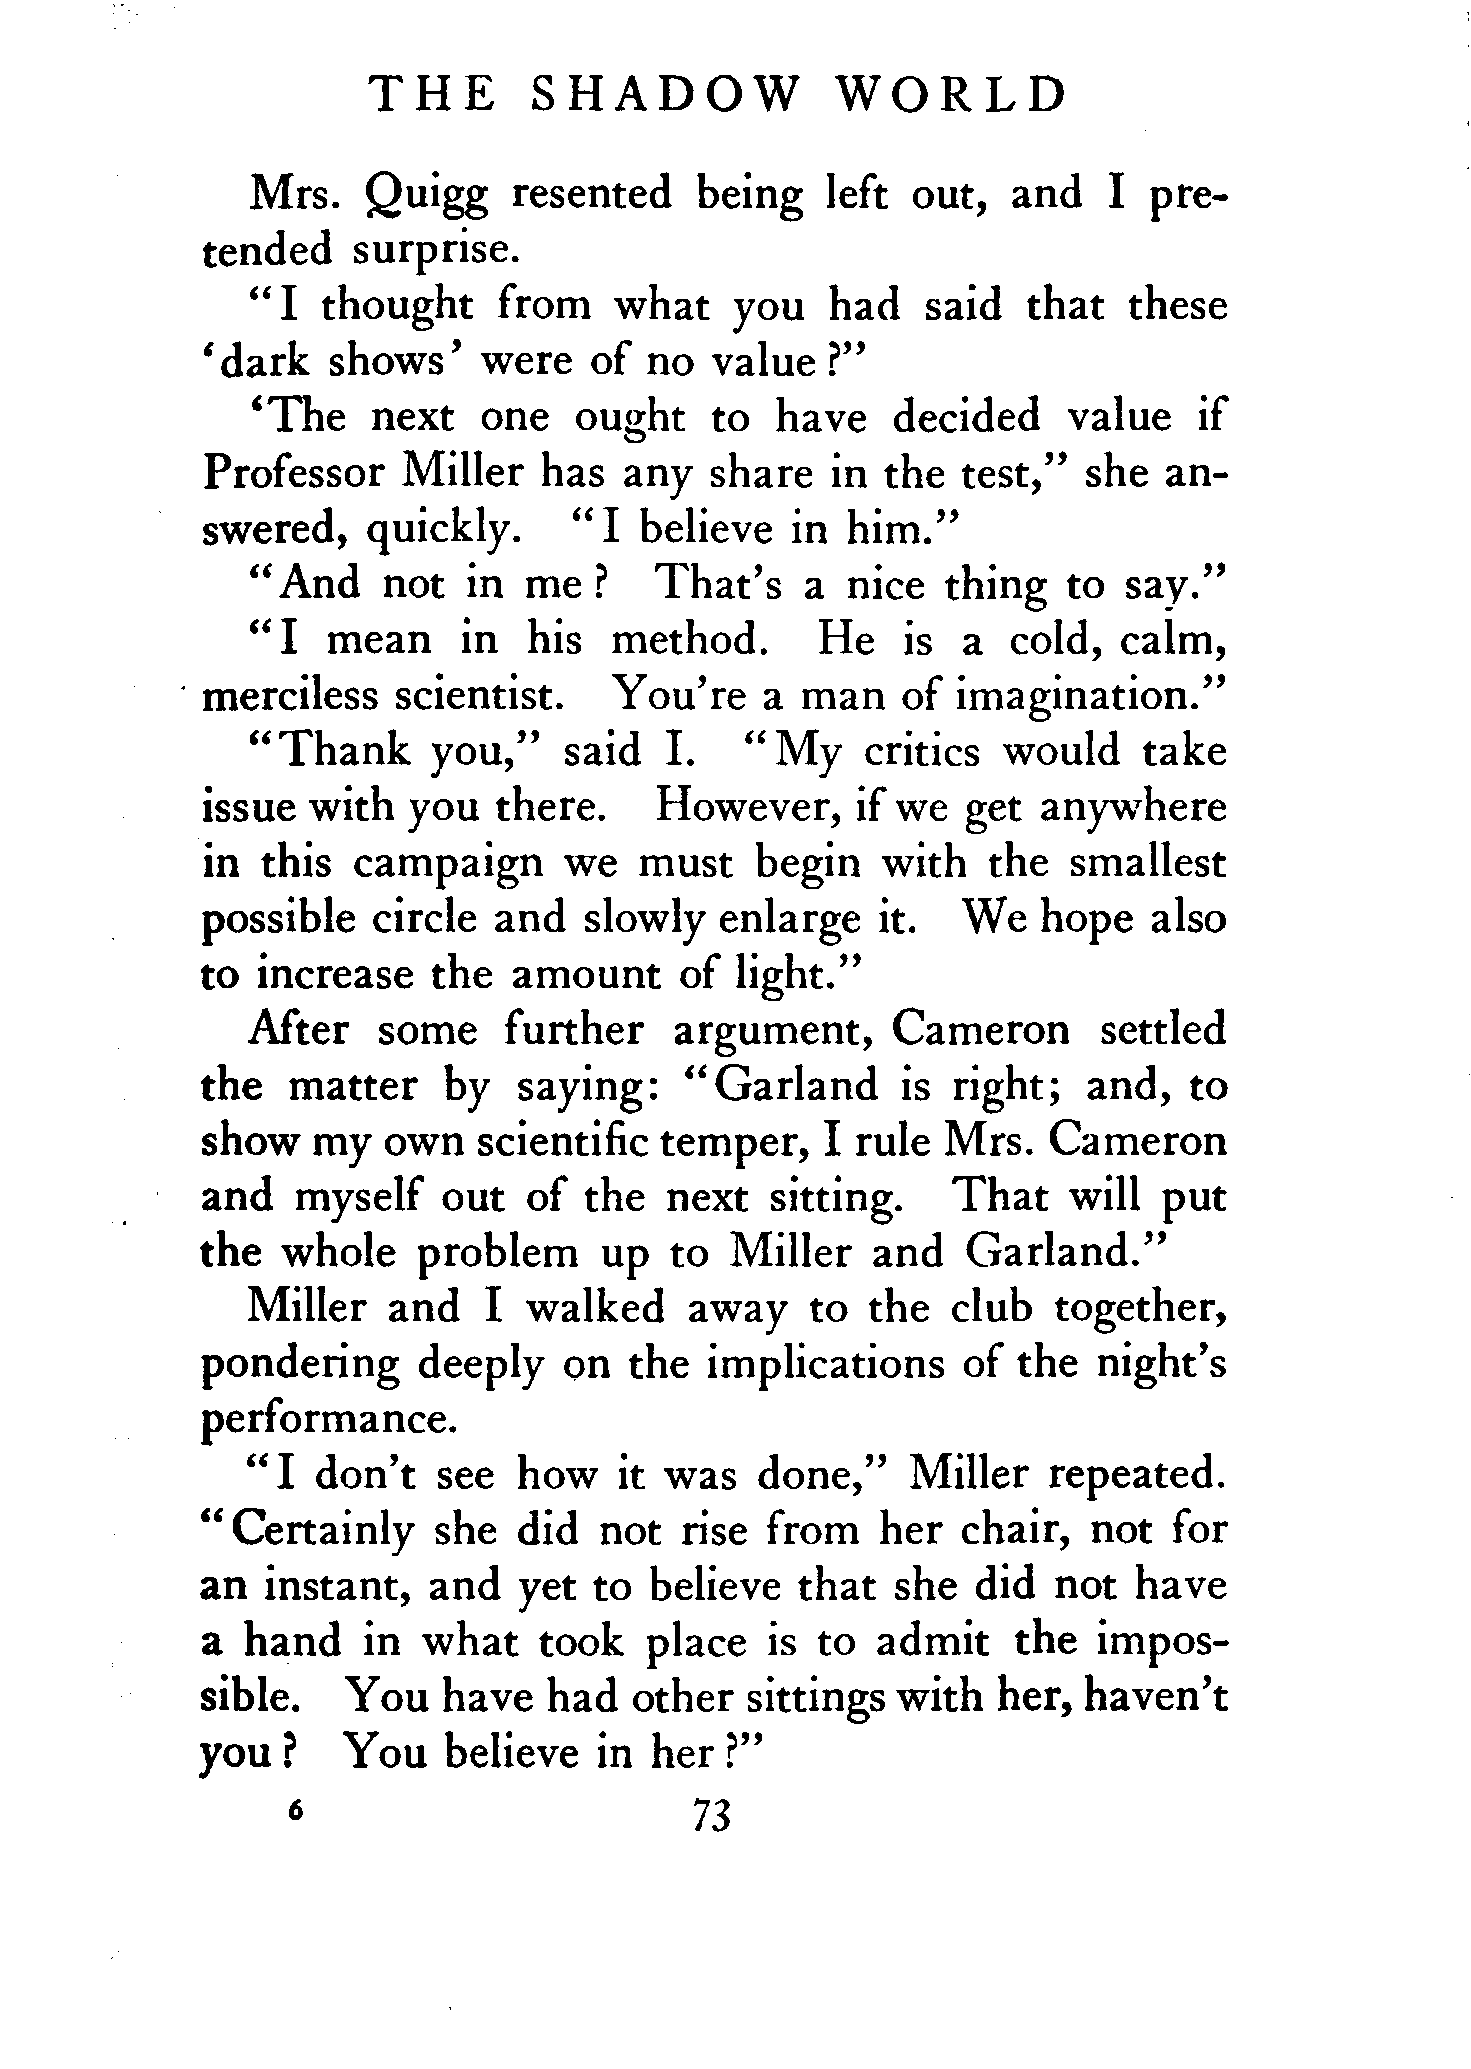 THE SHADOW WORLD
Mrs. Quigg resented being left out, and I pre-
tended surprise.
"I thought from what you had said that these
'dark shows' were of no value?"
'The next one ought to have decided value if
Professor Miller has any share in the test," she an-
swered, quickly. "I believe in him."
"And not in me? That's a nice thing to say."
"I mean in his method. He is a cold, calm,
merciless scientist. You're a man of imagination."
"Thank you," said I. "My critics would take
issue with you there. However, if we get anywhere
in this campaign we must begin with the smallest
possible circle and slowly enlarge it. We hope also
to increase the amount of light."
After some further argument, Cameron settled
the matter by saying: "Garland is right; and, to
show my own scientific temper, I rule Mrs. Cameron
and myself out of the next sitting. That will put
the whole problem up to Miller and Garland."
Miller and I walked away to the club together,
pondering deeply on the implications of the night's
performance.
"I don't see how it was done," Miller repeated.
"Certainly she did not rise from her chair, not for
an instant, and yet to believe that she did not have
a hand in what took place is to admit the impos-
sible. You have had other sittings with her, haven't
you? You believe in her?"
6 73